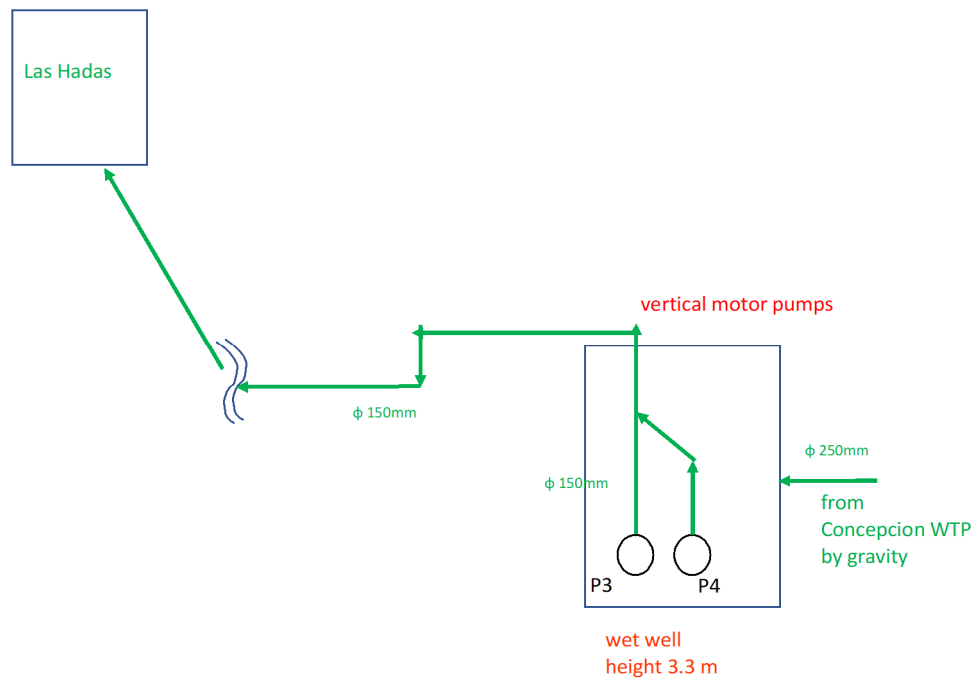 Las Hadas
vertical motor pumps
ϕ 150mm
ϕ 250mm
ϕ 150mm
from
Concepcion WTP
by gravity
P3
P4
wet well
height 3.3 m